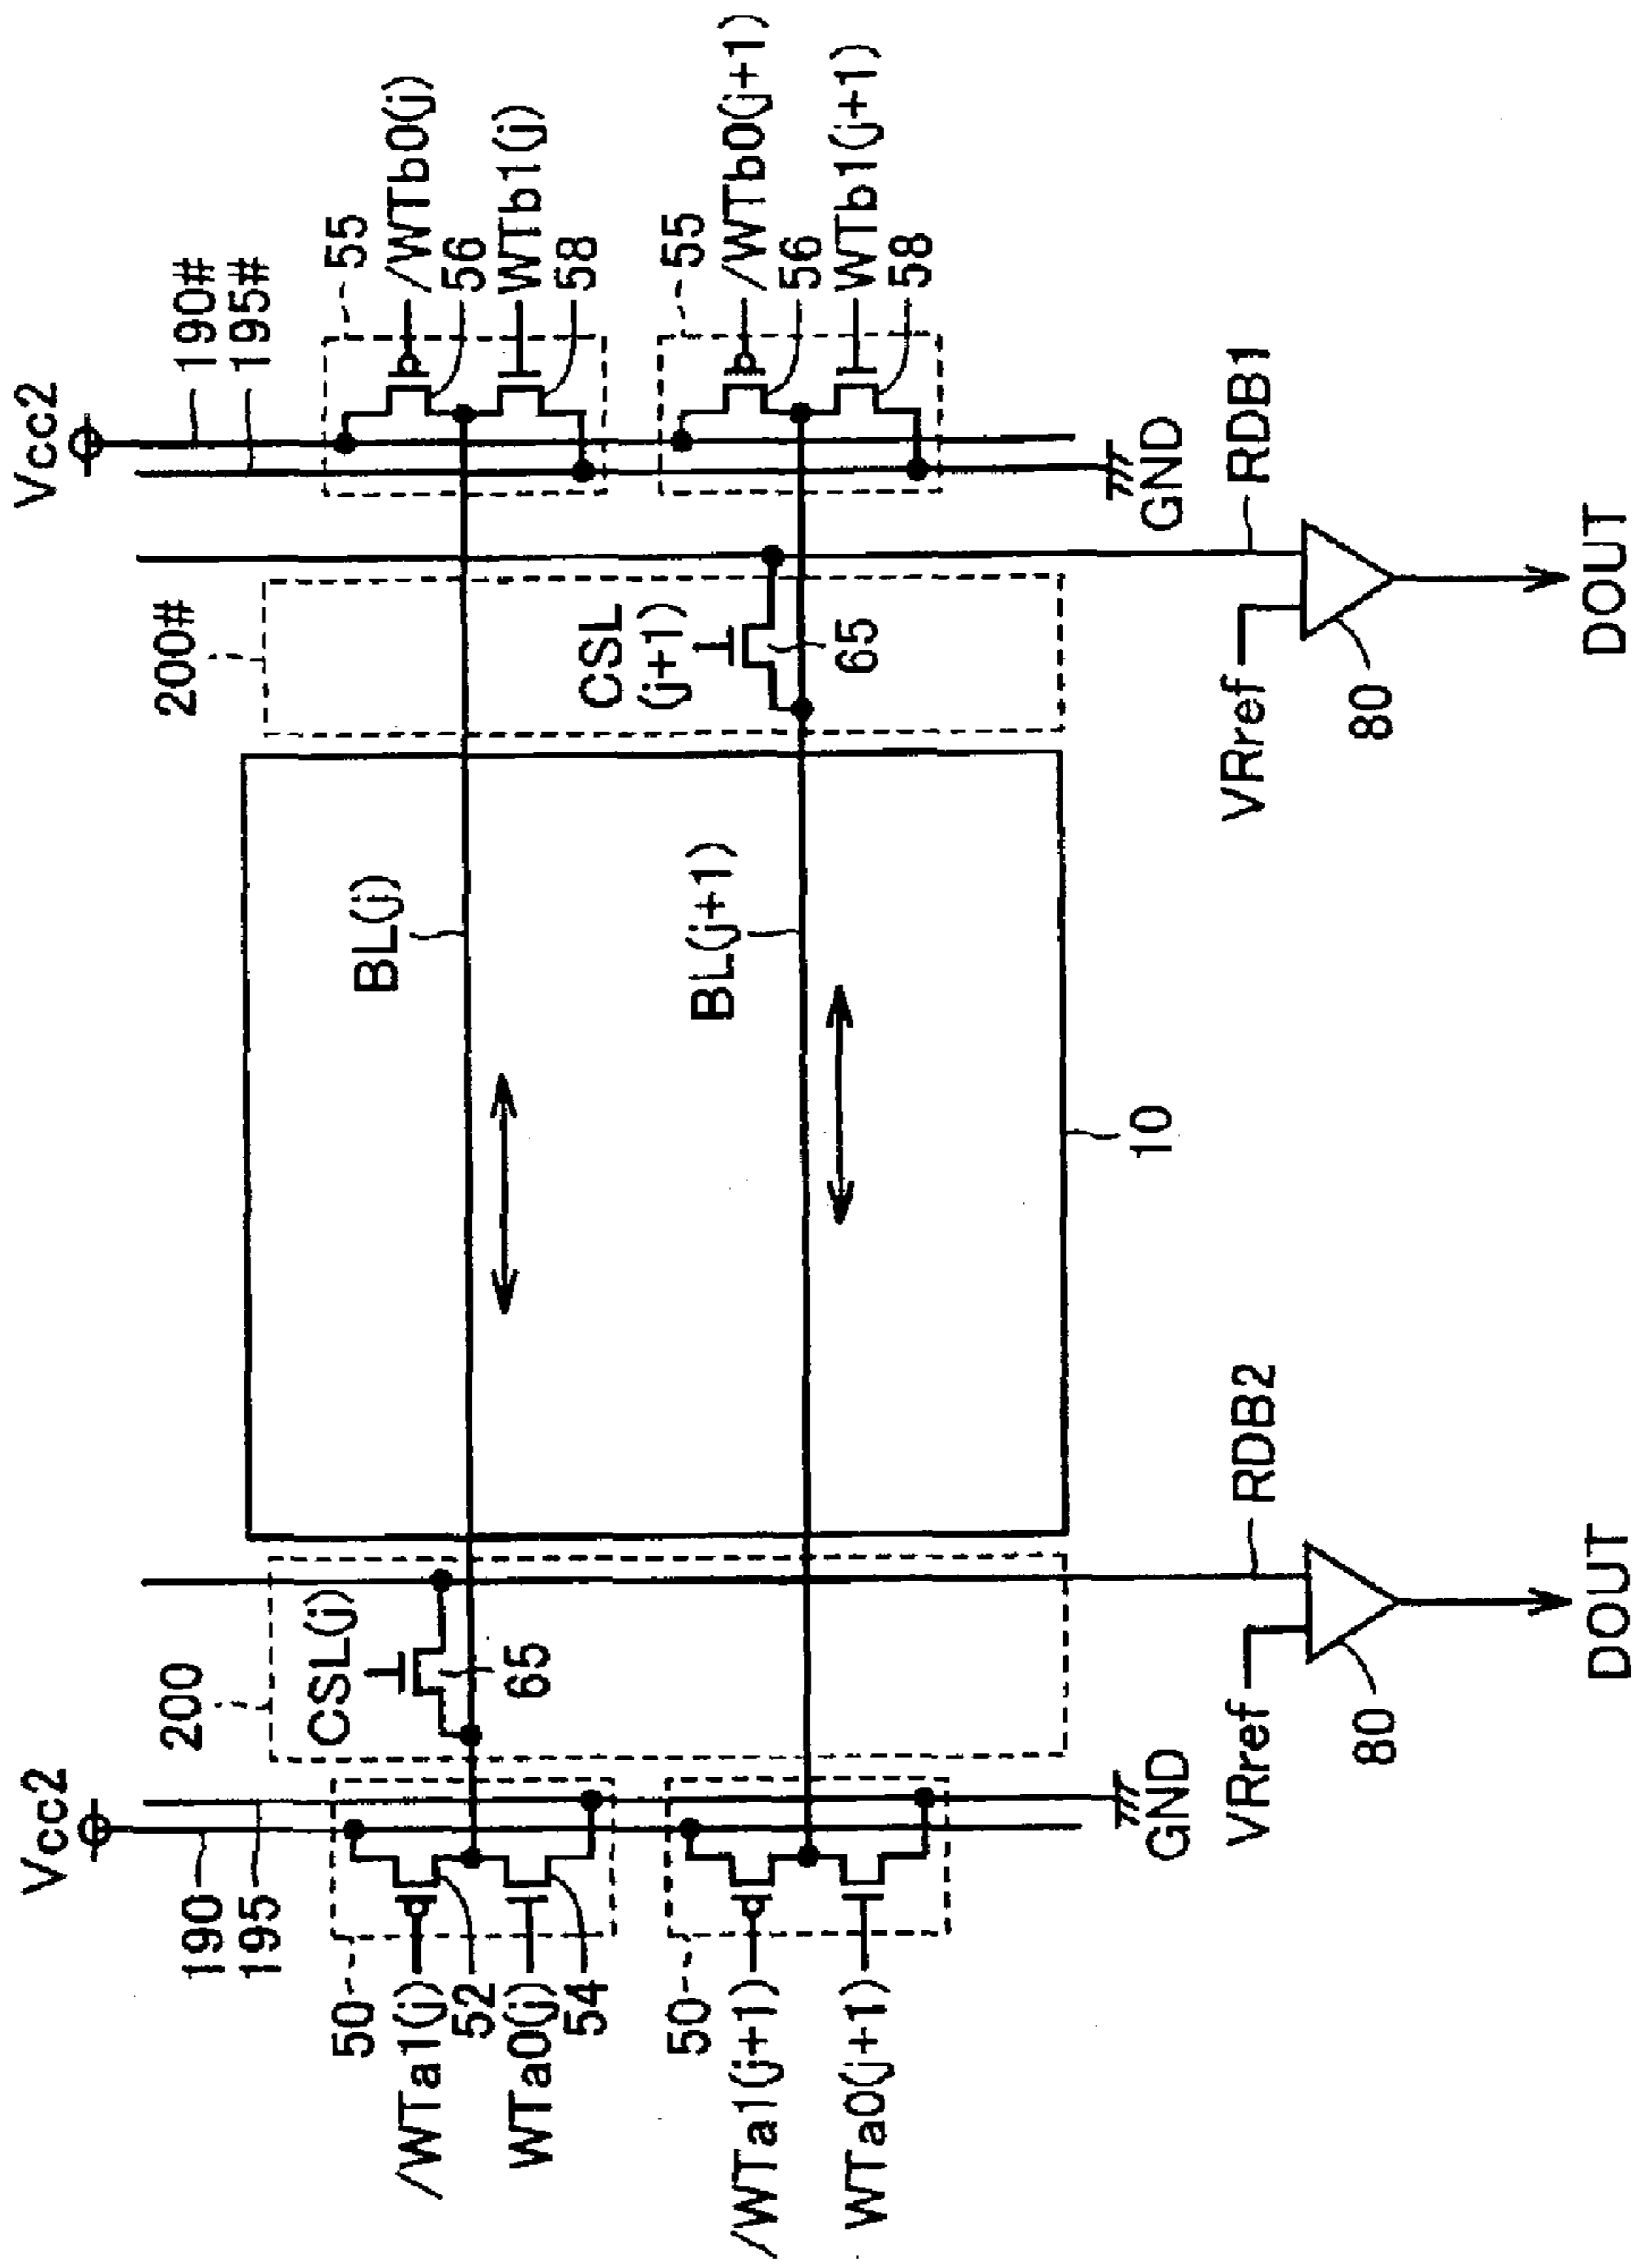 Vcc2
190
195
200
CSL(j)
65
50
/WTa1(j)
52
WTa0(j)
54
50
/WTa1(j+1)
WTa0(j+1)
GND
VRref
80
RDB2
DOUT
BL(j)
BL(j+1)
10
200#
CSL
(j+1)
65
Vcc2
190#
195#
55
/WTb0(j)
56
WTb1(j)
58
55
/WTb0(j+1)
56
WTb1(j+1)
58
GND
RDB1
VRref
80
DOUT